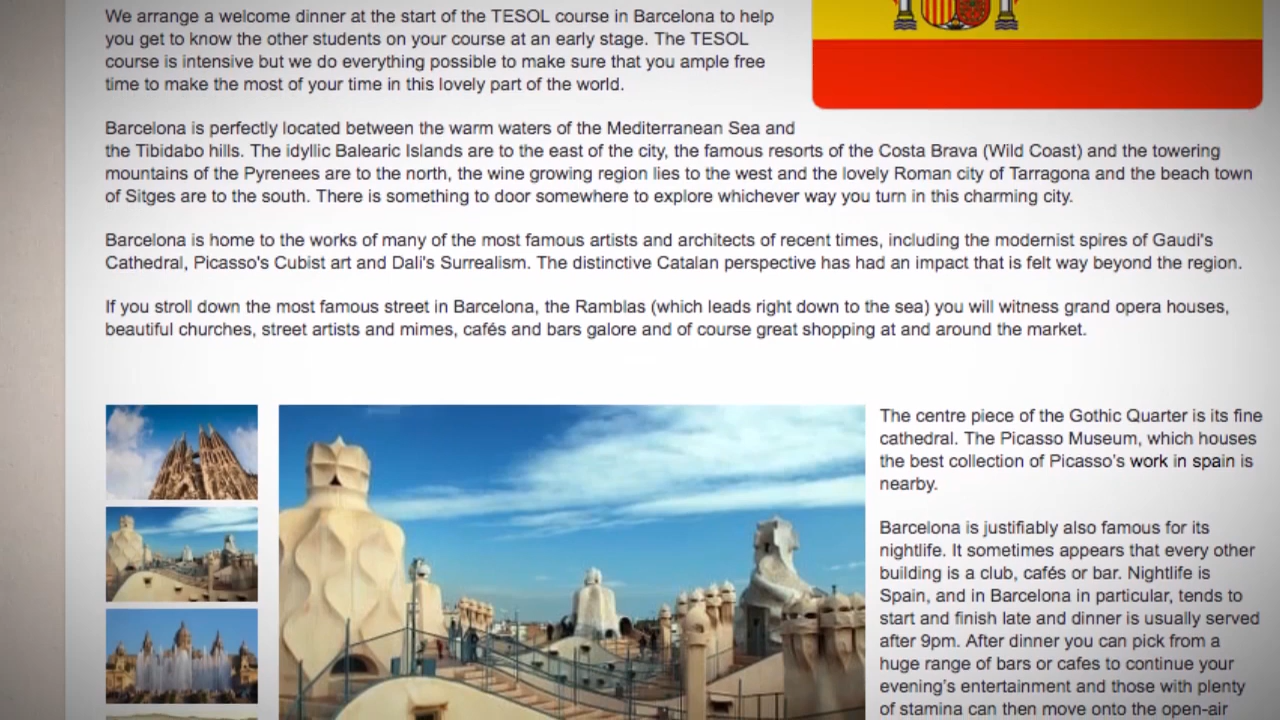 We arrange a welcome dinner at the start of the TESOL course in Barcelona to help
you get to know the other students on your course at an early stage. The TESOL
course is intensive but we do everything possible to make sure that you ample free
time to make the most of your time in this lovely part of the world.
Barcelona is perfectly located between the warm waters of the Mediterranean Sea and
the Tibidabo hills. The idyllic Balearic Islands are to the east of the city, the famous resorts of the Costa Brava (Wild Coast) and the towering
mountains of the Pyrenees are to the north, the wine growing region lies to the west and the lovely Roman city of Tarragona and the beach town
of Sitges are to the south. There is something to door somewhere to explore whichever way you turn in this charming city.
Barcelona is home to the works of many of the most famous artists and architects of recent times, including the modernist spires of Gaudi's
Cathedral, Picasso's Cubist art and Dali's Surrealism. The distinctive Catalan perspective has had an impact that is felt way beyond the region.
If you stroll down the most famous street in Barcelona, the Ramblas (which leads right down to the sea) you will witness grand opera houses,
beautiful churches, street artists and mimes, cafés and bars galore and of course great shopping at and around the market.
The centre piece of the Gothic Quarter is its fine
cathedral. The Picasso Museum, which houses
the best collection of Picasso's work in spain is
nearby.
Barcelona is justifiably also famous for its
nightlife. It sometimes appears that every other
building is a club, cafés or bar. Nightlife is
Spain, and in Barcelona in particular, tends to
start and finish late and dinner is usually served
after 9pm. After dinner you can pick from a
huge range of bars or cafes to continue your
evening's entertainment and those with plenty
of stamina can then move onto the open-air